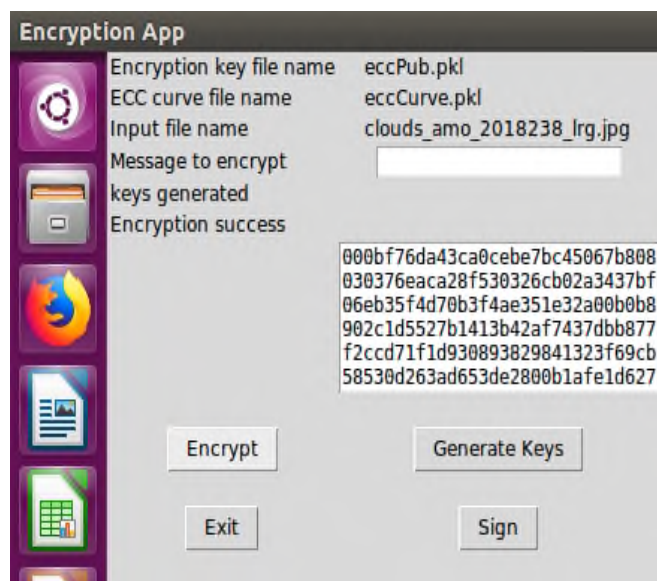 Encryption App
Encryption key file name eccPub.pkl
ECC curve file name eccCurve.pkl
Input file name clouds_amo_2018238_lrg.jpg
Message to encrypt
keys generated
Encryption success
000bf76da43ca0cebe7bc45067b808
030376eaca28f530326cb02a3437bf
06eb35f4d70b3f4ae351e32a00b0b8
902c1d5527b1413b42af7437dbb877
f2ccd71f1d930893829841323f69cb
58530d263ad653de2800b1afe1d627
Encrypt Generate Keys
Exit Sign